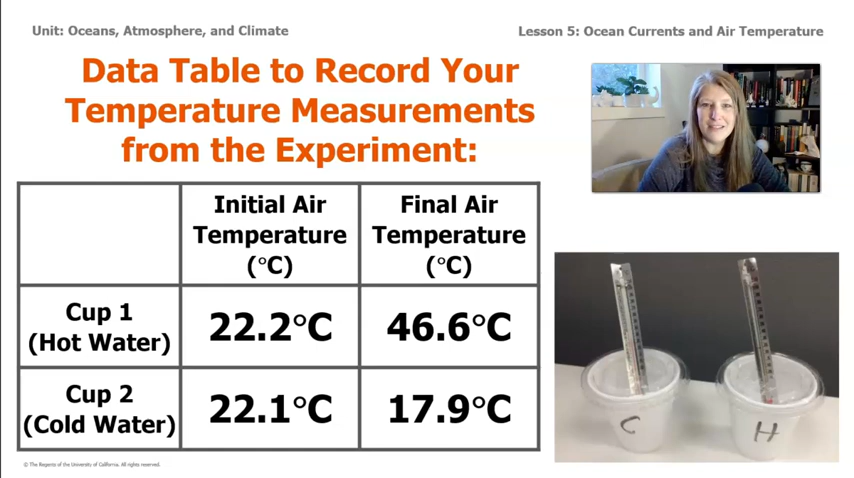 Unit: Oceans, Atmosphere, and Climate
Lesson 5: Ocean Currents and Air Temperature
Data Table to Record Your
Temperature Measurements
from the Experiment:
Initial Air
Temperature
(°C)
Final Air
Temperature
(°C)
Cup 1
(Hot Water)
22.2°C
46.6°C
Cup 2
(Cold Water)
22.1°C
17.9°C
C
H
© The Regents of the University of California. All rights reserved.